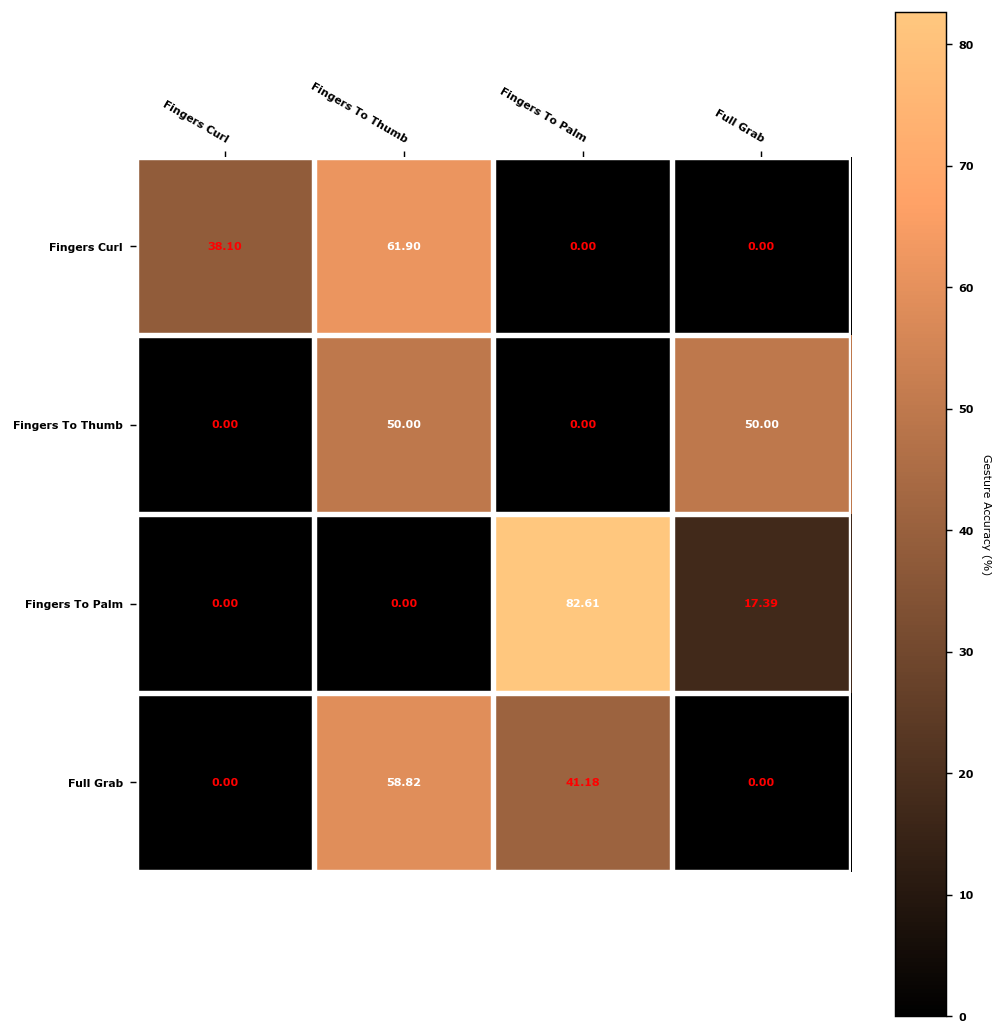 Fingers Curl
Fingers To Thumb
Fingers To Palm
Full Grab
Fingers Curl 38.10 61.90 0.00 0.00
Fingers To Thumb 0.00 50.00 0.00 50.00
Fingers To Palm 0.00 0.00 82.61 17.39
Full Grab 0.00 58.82 41.18 0.00
80
70
60
50
40
30
20
10
0
Gesture Accuracy (%)